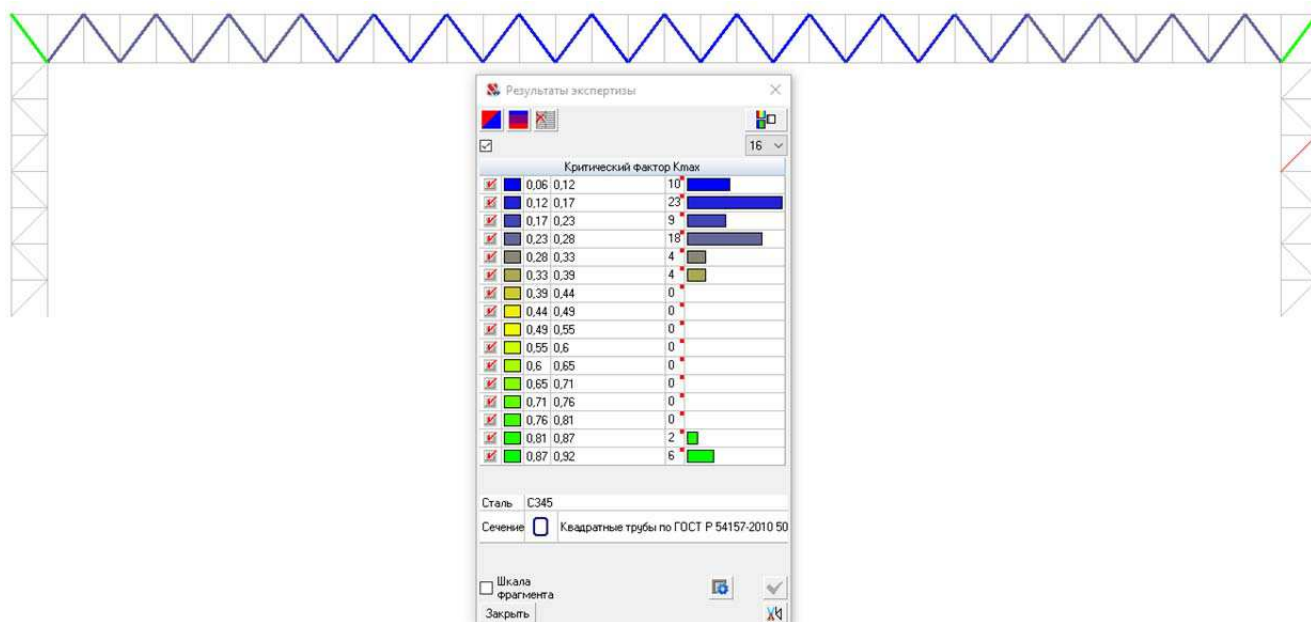 Результаты экспертизы
16
Критический фактор Kmax
0,06 0,12 10
0,12 0,17 23
0,17 0,23 9
0,23 0,28 18
0,28 0,33 4
0,33 0,39 4
0,39 0,44 0
0,44 0,49 0
0,49 0,55 0
0,55 0,6 0
0,6 0,65 0
0,65 0,71 0
0,71 0,76 0
0,76 0,81 0
0,81 0,87 2
0,87 0,92 6
Сталь C345
Сечение Квадратные трубы по ГОСТ Р 54157-2010 50
Шкала
фрагмента
Закрыть